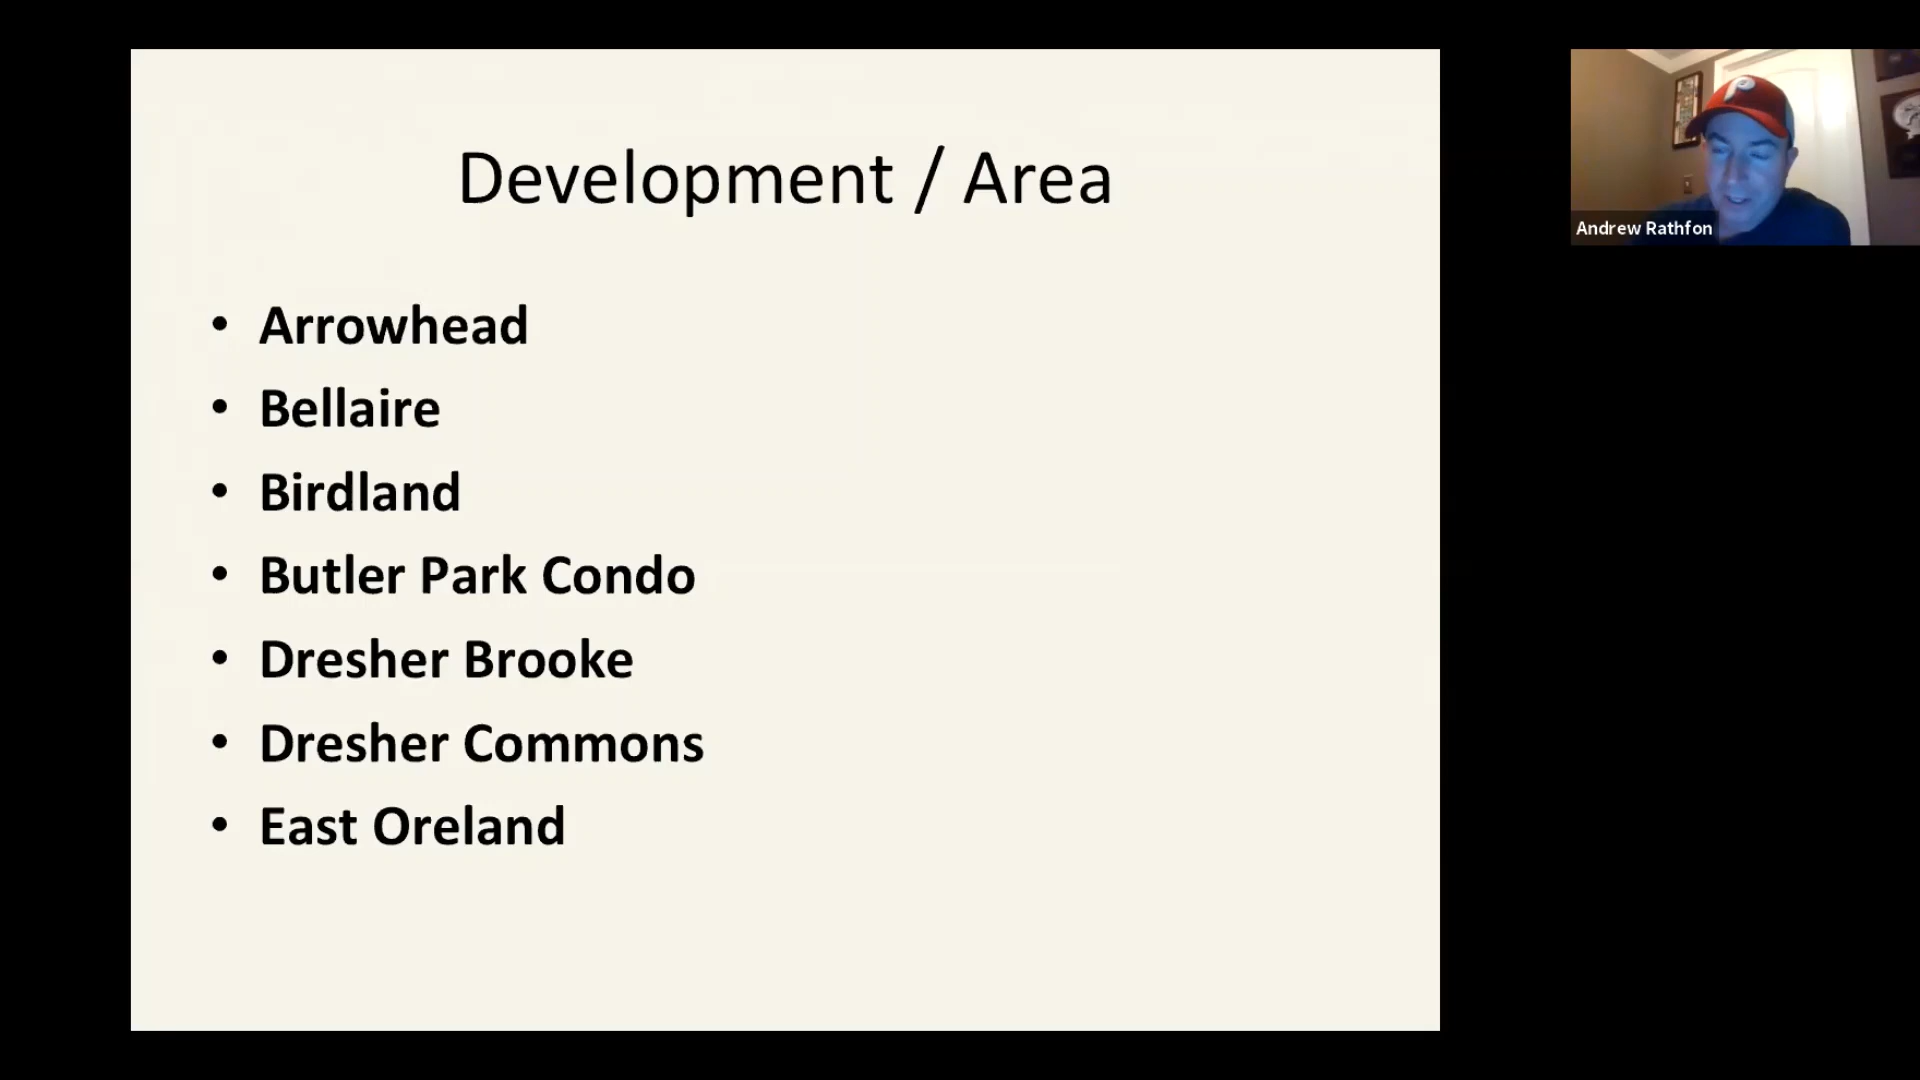 Development / Area
• Arrowhead
• Bellaire
• Birdland
• Butler Park Condo
• Dresher Brooke
• Dresher Commons
• East Oreland
P
Andrew Rathfon